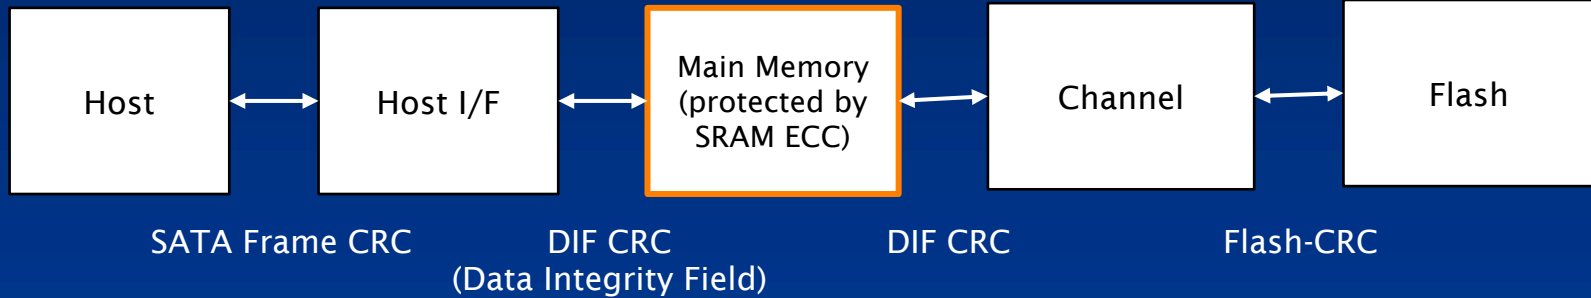 Host
Host I/F
Main Memory
(protected by
SRAM ECC)
Channel
Flash
SATA Frame CRC
DIF CRC
(Data Integrity Field)
DIF CRC
Flash-CRC